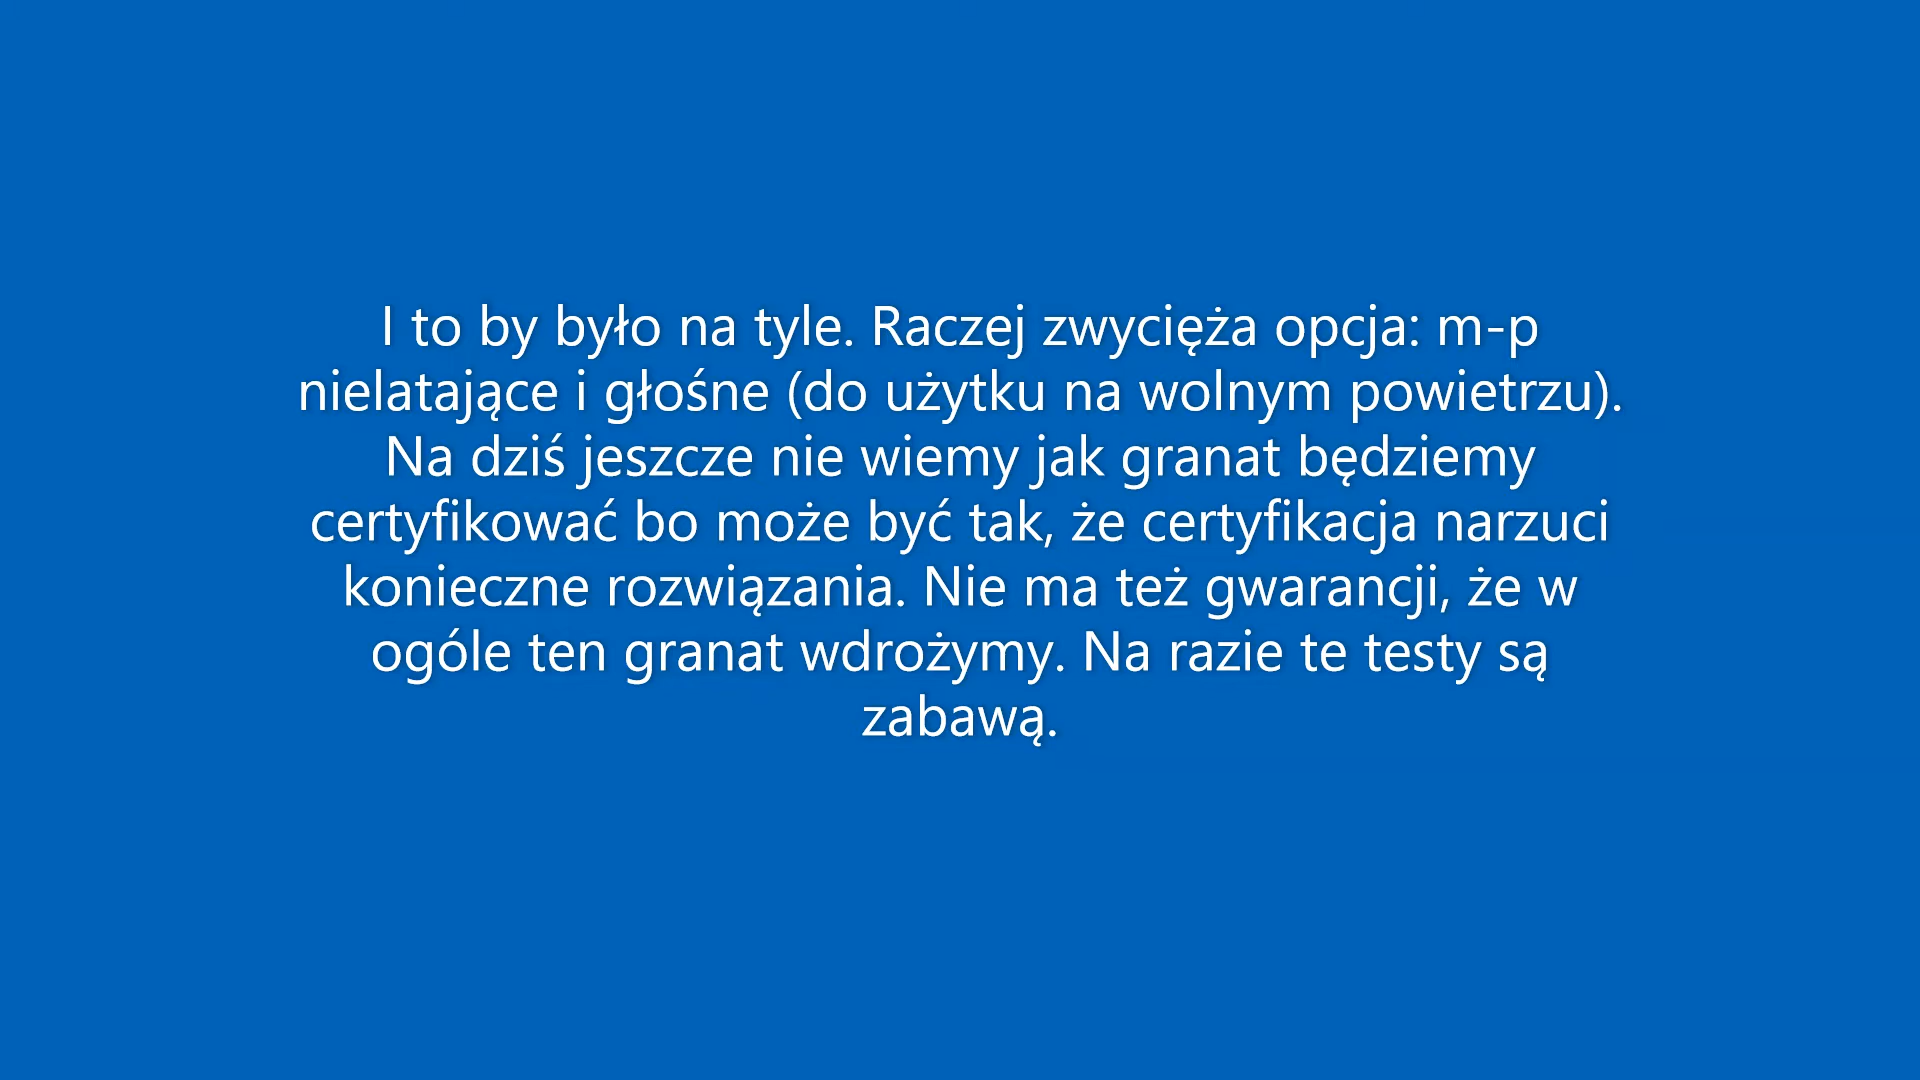 I to by było na tyle. Raczej zwycięża opcja: m-p
nielatające i głośne (do użytku na wolnym powietrzu).
Na dziś jeszcze nie wiemy jak granat będziemy
certyfikować bo może być tak, że certyfikacja narzuci
konieczne rozwiązania. Nie ma też gwarancji, że w
ogóle ten granat wdrożymy. Na razie te testy są
zabawą.